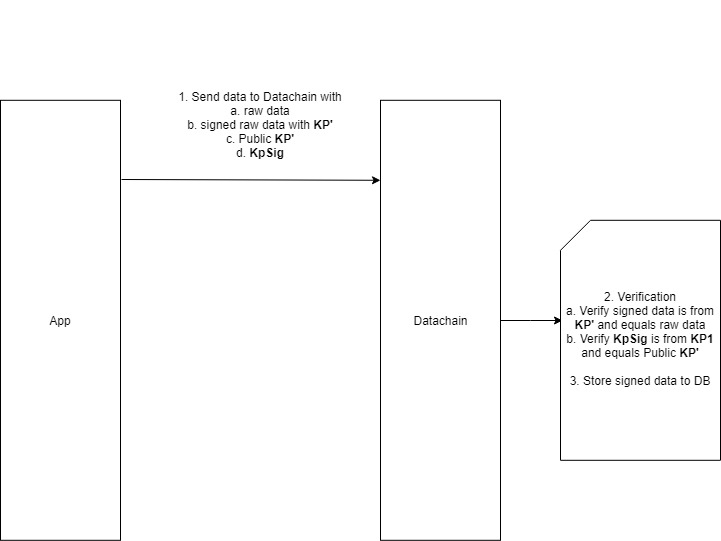 1. Send data to Datachain with
a. raw data
b. signed raw data with KP'
c. Public KP'
d. KpSig
App
Datachain
2. Verification
a. Verify signed data is from
KP' and equals raw data
b. Verify KpSig is from KP1
and equals Public KP'
3. Store signed data to DB